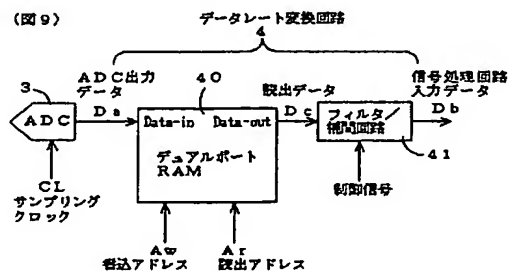 (図9)
データレート変換回路
4
3
ADC出力
データ
Da
ADC
CL
サンプリング
クロック
40
Data-in Data-out
デュアルポート
RAM
Aw
書込アドレス
Ar
読出アドレス
読出データ
Dc
フィルタ/
補間回路
41
制御信号
信号処理回路
入力データ
Db